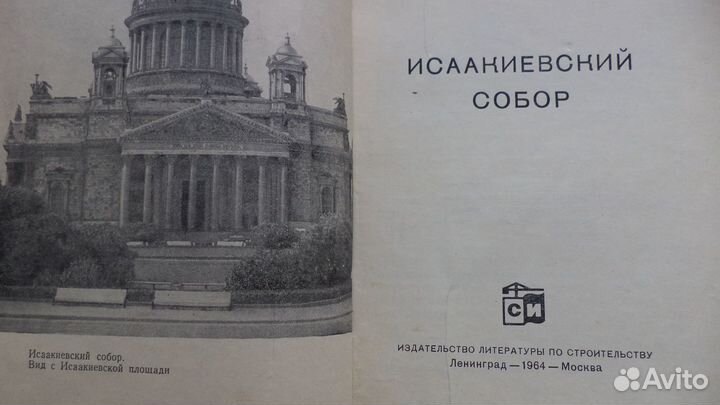 Исаакиевский собор.
Вид с Исаакиевской площади
ИСААКИЕВСКИЙ
СОБОР
СИ
ИЗДАТЕЛЬСТВО ЛИТЕРАТУРЫ ПО СТРОИТЕЛЬСТВУ
Ленинград — 1964 — Москва
Avito